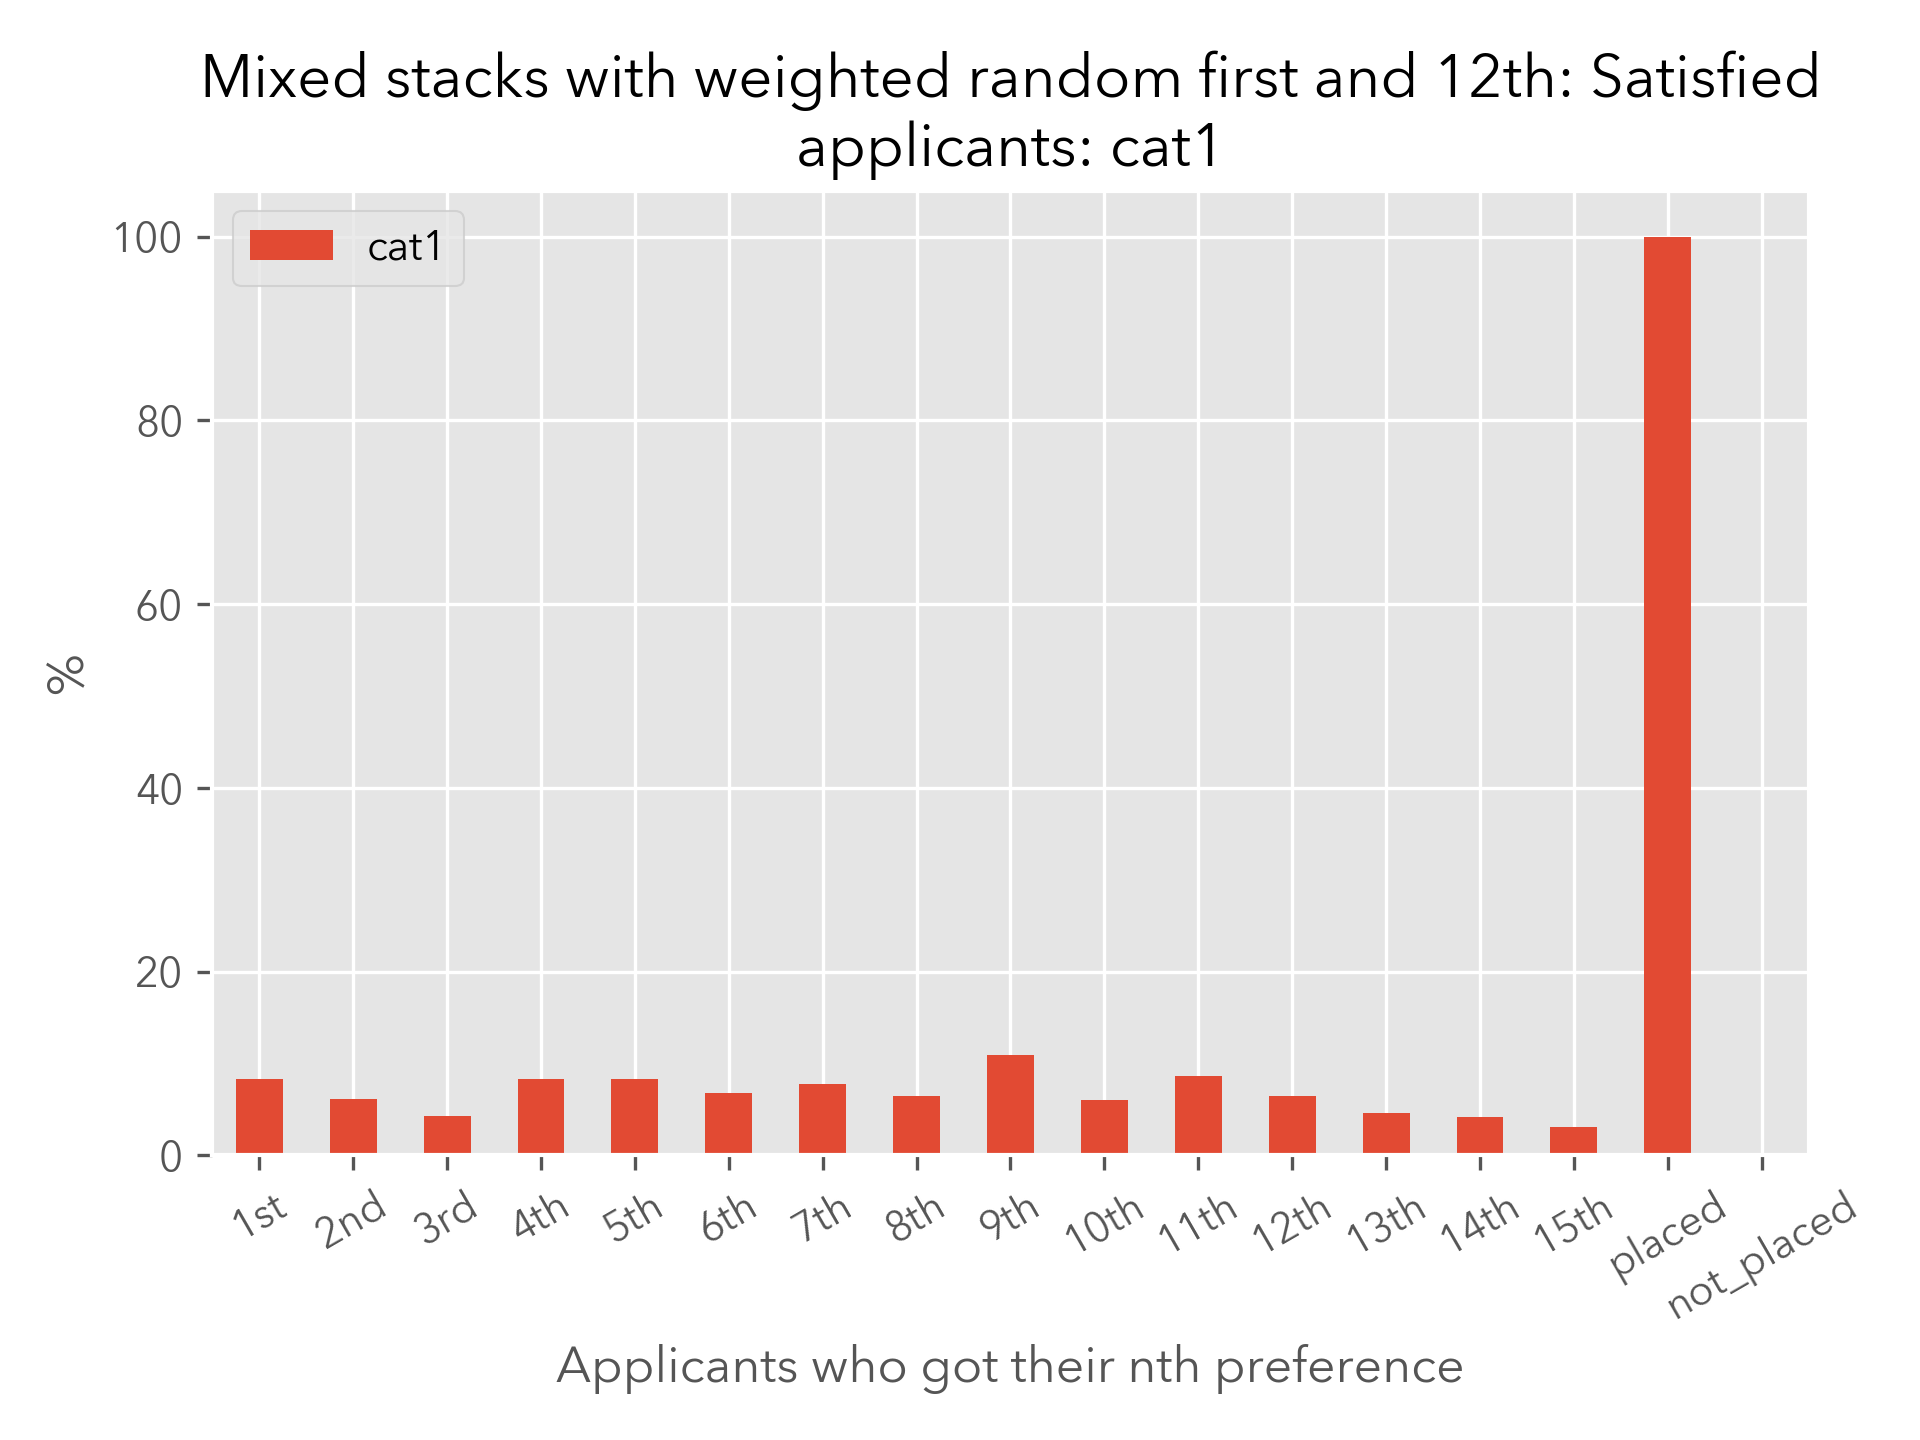 Mixed stacks with weighted random first and 12th: Satisfied
applicants: cat1
cat1
100
80
60
40
20
0
%
1st
2nd
3rd
4th
5th
6th
7th
8th
9th
10th
11th
12th
13th
14th
15th
placed
not_placed
Applicants who got their nth preference